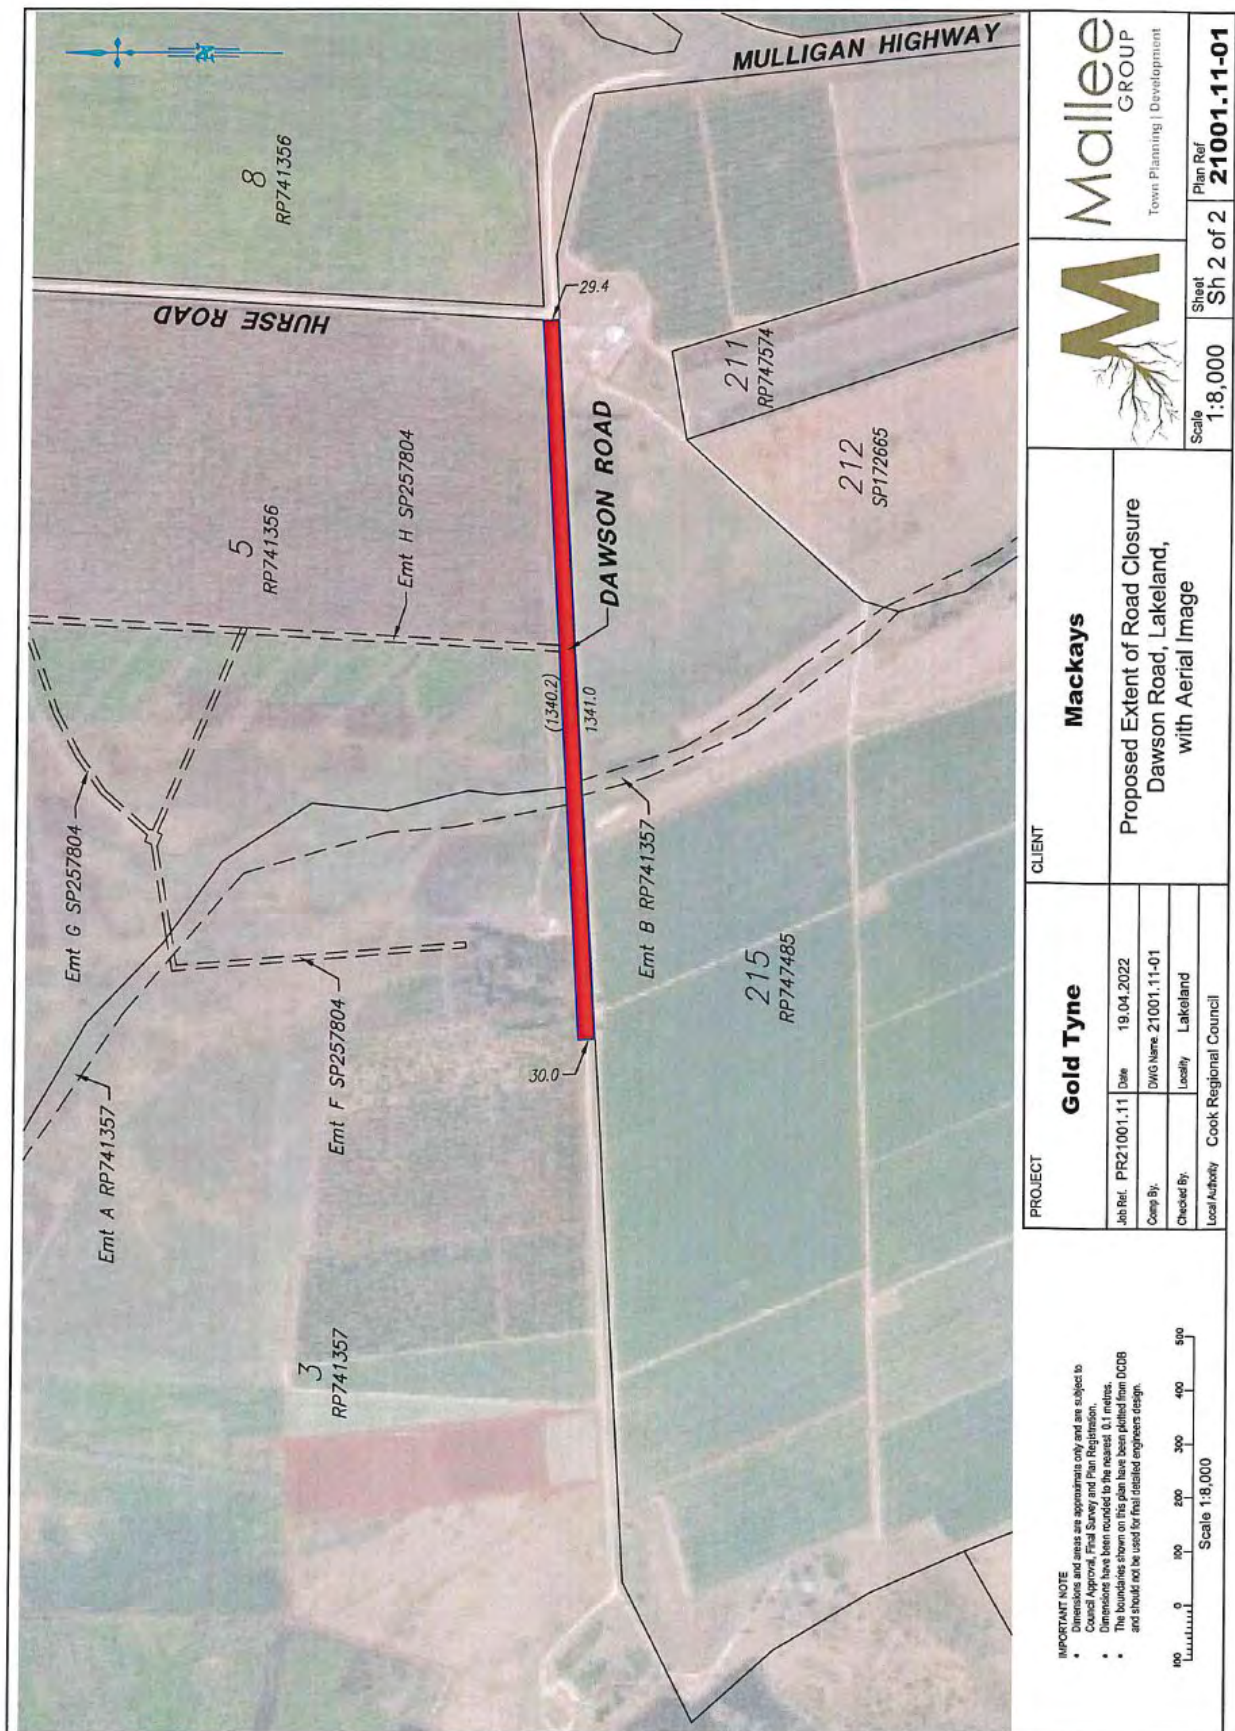 MULLIGAN HIGHWAY
8
RP741356
HURSE ROAD
29.4
211
RP747574
5
RP741356
Emt H SP257804
DAWSON ROAD
212
SP172665
(1340.2)
1341.0
Emt G SP257804
Emt B RP741357
215
RP747485
Emt F SP257804
30.0
Emt A RP741357
3
RP741357
IMPORTANT NOTE
• Dimensions and areas are approximate only and are subject to
Council Approval, Final Survey and Plan Registration.
• Dimensions have been rounded to the nearest 0.1 metres.
• The boundaries shown on this plan have been plotted from DCDB
and should not be used for final detailed engineers design.
100 0 100 200 300 400 500
Scale 1:8,000
PROJECT
Gold Tyne
Job Ref. PR21001.11 Date 19.04.2022
Comp By. DWG Name. 21001.11-01
Checked By. Locality Lakeland
Local Authority Cook Regional Council
CLIENT
Mackays
Proposed Extent of Road Closure
Dawson Road, Lakeland,
with Aerial Image
M
Mallee
GROUP
Town Planning | Development
Scale 1:8,000
Sheet Sh 2 of 2
Plan Ref 21001.11-01